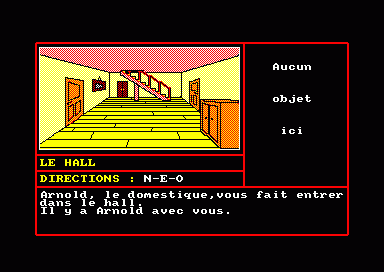 Aucun
objet
ici
LE HALL
DIRECTIONS : N-E-O
Arnold, le domestique,vous fait entrer
dans le hall.
Il y a Arnold avec vous.